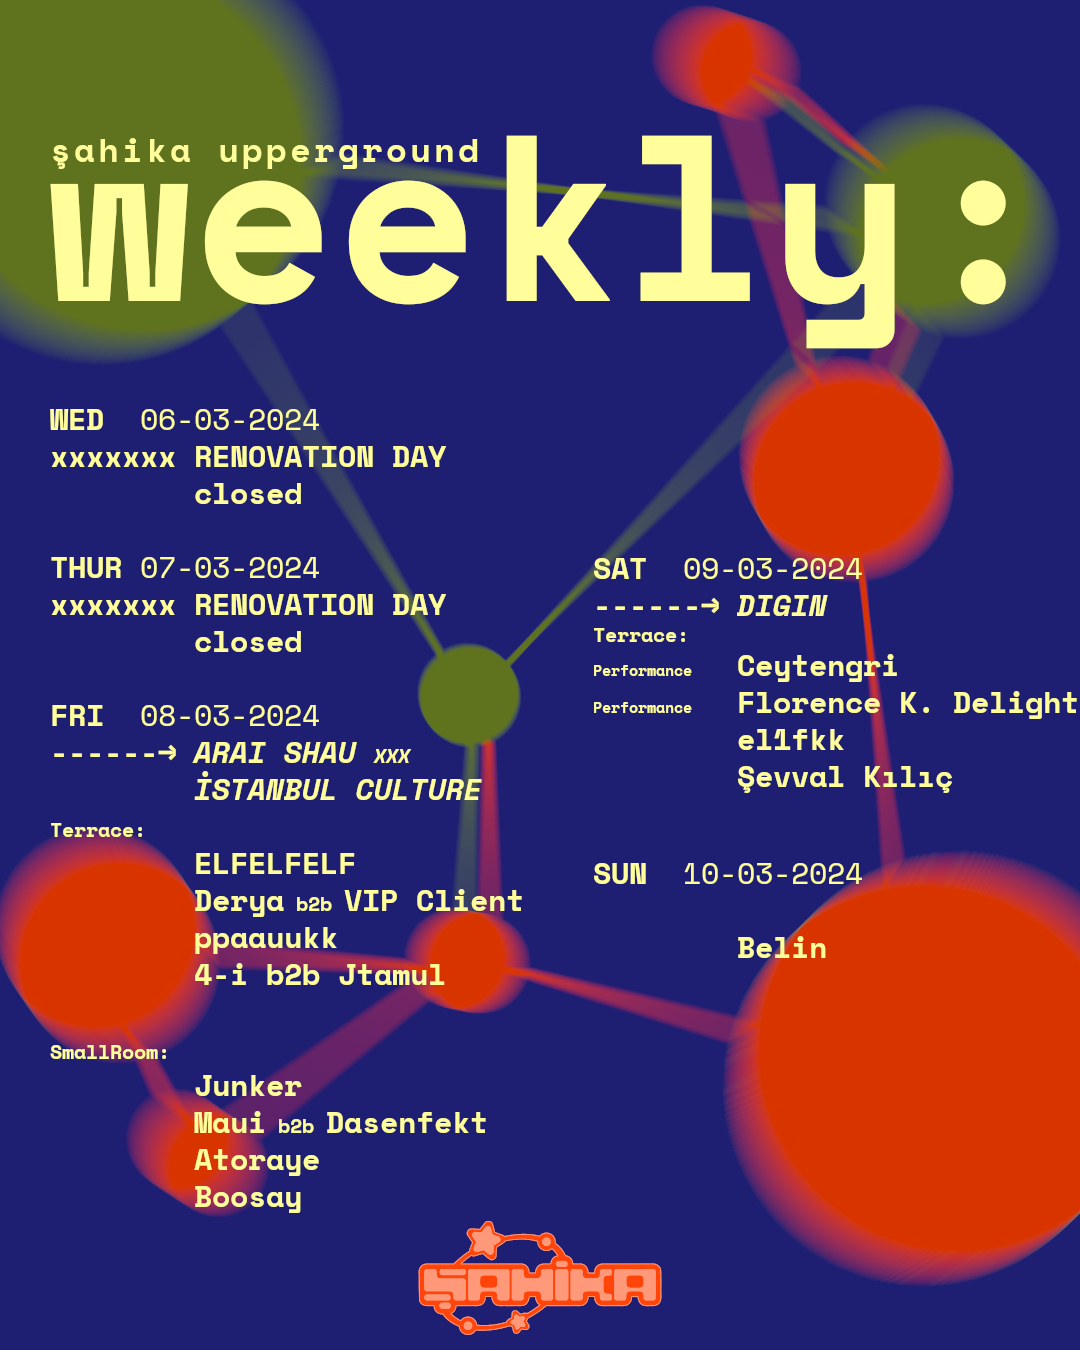 şahika upperground
weekly:
WED 06-03-2024
xxxxxxx RENOVATION DAY
closed
THUR 07-03-2024
xxxxxxx RENOVATION DAY
closed
FRI 08-03-2024
------→ ARAI SHAU xxx
İSTANBUL CULTURE
Terrace:
ELFELFELF
Derya b2b VIP Client
ppaauukk
4-i b2b Jtamul
SmallRoom:
Junker
Maui b2b Dasenfekt
Atoraye
Boosay
SAT 09-03-2024
------→ DIGIN
Terrace:
Performance Ceytengri
Performance Florence K. Delight
el1fkk
Şevval Kılıç
SUN 10-03-2024
Belin
ŞAHİKA